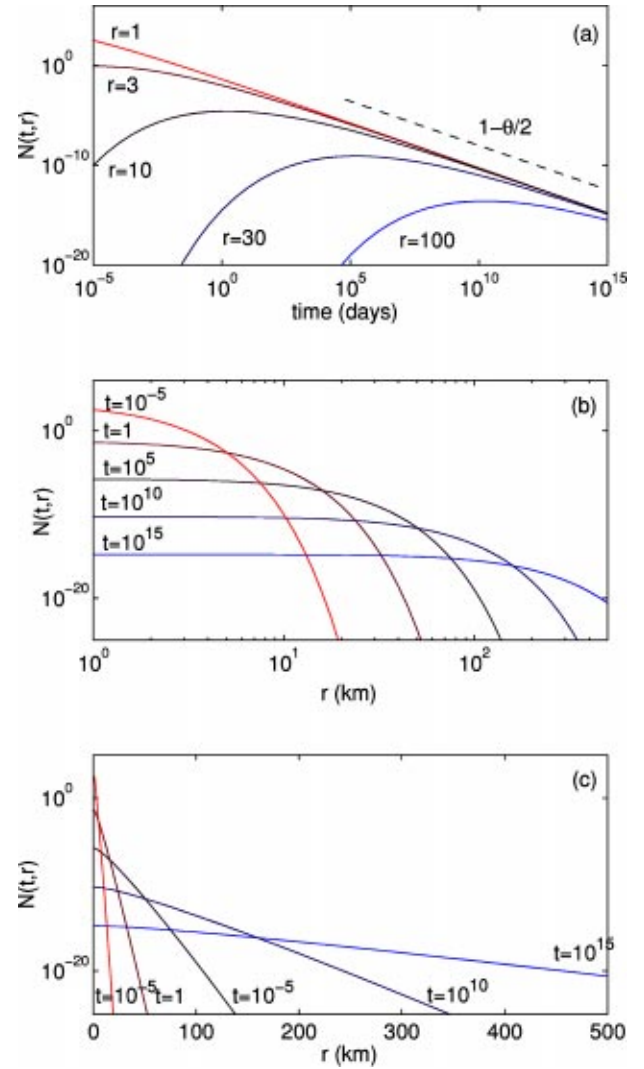 (a)
r=1
r=3
r=10
r=30
r=100
1−θ/2
N(t,r)
10^0
10^-10
10^-20
10^-5
10^0
10^5
10^10
10^15
time (days)
(b)
t=10^-5
t=1
t=10^5
t=10^10
t=10^15
N(t,r)
10^0
10^-20
10^0
10^1
10^2
r (km)
(c)
N(t,r)
10^0
10^-20
t=10^-5
t=1
t=10^-5
t=10^10
t=10^15
0
100
200
300
400
500
r (km)